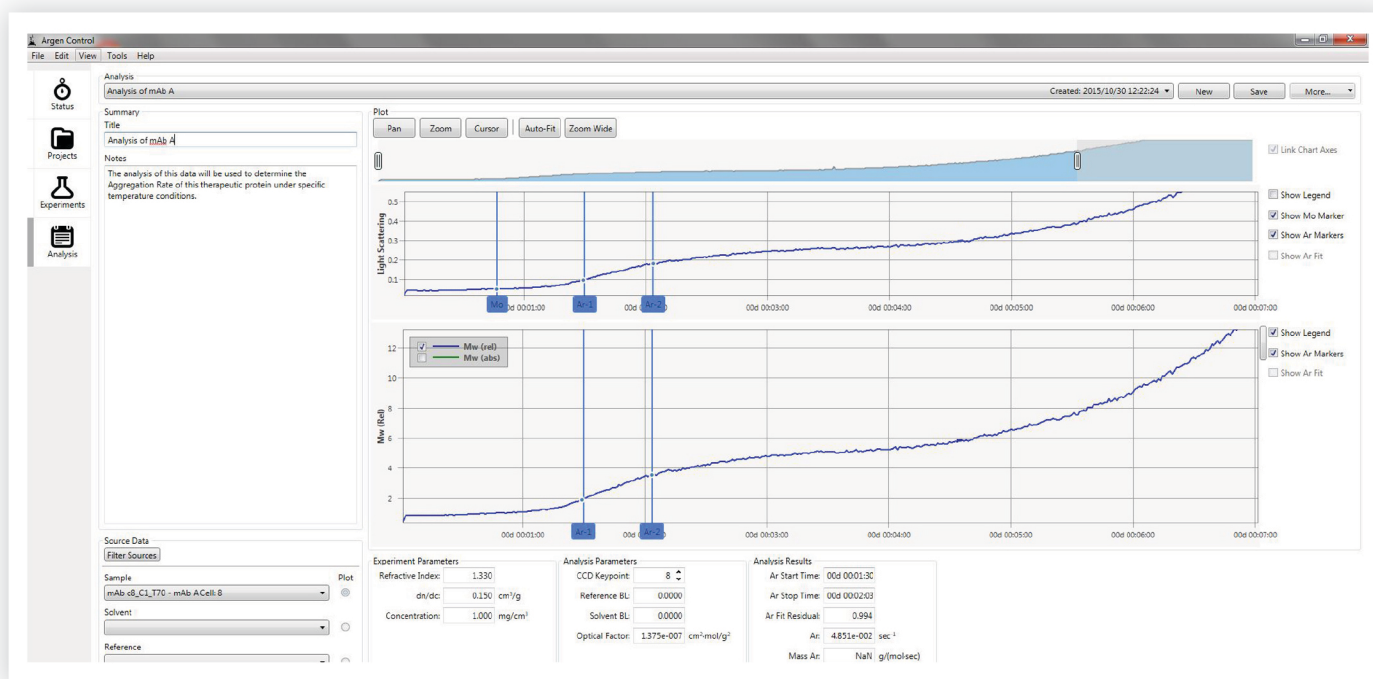 Argen Control
File Edit View Tools Help
Status
Projects
Experiments
Analysis
Analysis
Analysis of mAb A
Created: 2015/10/30 12:22:24
New
Save
More...
Summary
Title
Analysis of mAb A
Notes
The analysis of this data will be used to determine the
Aggregation Rate of this therapeutic protein under specific
temperature conditions.
Plot
Pan
Zoom
Cursor
Auto-Fit
Zoom Wide
Link Chart Axes
Light Scattering
0.5
0.4
0.3
0.1
Mo
Ar-1
Ar-2
00d 00:03:00
00d 00:04:00
00d 00:05:00
00d 00:06:00
00d 00:07:00
Show Legend
Show Mo Marker
Show Ar Markers
Show Ar Fit
Mw (Rel)
12
10
8
6
4
2
Mw (rel)
Mw (abs)
00d 00:01:00
Ar-1
Ar-2
00d 00:03:00
00d 00:04:00
00d 00:05:00
00d 00:06:00
00d 00:07:00
Show Legend
Show Ar Markers
Show Ar Fit
Source Data
Filter Sources
Sample
Plot
mAb c8_C1_T70 - mAb ACell: 8
Solvent
Reference
Experiment Parameters
Refractive Index: 1.330
dn/dc: 0.150 cm³/g
Concentration: 1.000 mg/cm³
Analysis Parameters
CCD Keypoint: 8
Reference BL: 0.0000
Solvent BL: 0.0000
Optical Factor: 1.375e-007 cm²-mol/g²
Analysis Results
Ar Start Time: 00d 00:01:30
Ar Stop Time: 00d 00:02:03
Ar Fit Residual: 0.994
Ar: 4.851e-002 sec⁻¹
Mass Ar: NaN g/(mol-sec)